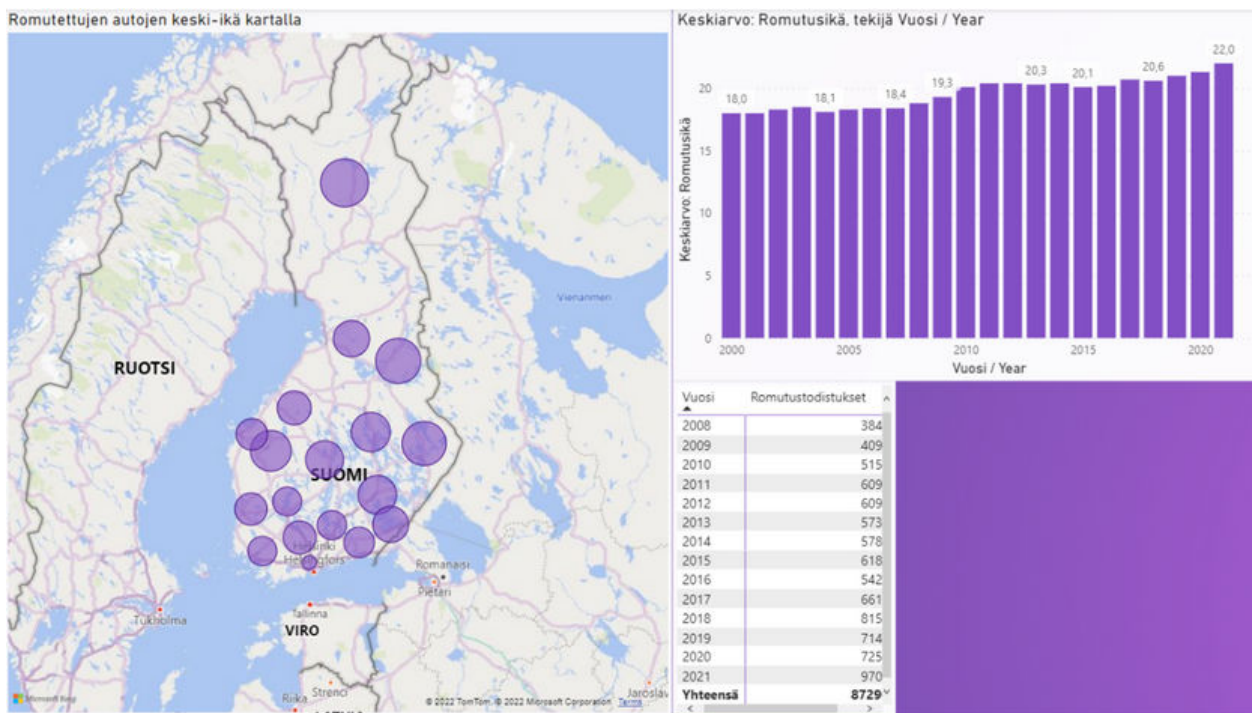 Romutettujen autojen keski-ikä kartalla
RUOTSI
SUOMI
Vienanmeri
Helsinki
Helsingfors
Romanaisi
Pietari
Tukholma
Tallinna
VIRO
Riika
Strenci
Jaroslav
Microsoft Bing
© 2022 TomTom, © 2022 Microsoft Corporation Terms
Keskiarvo: Romutusikä, tekijä Vuosi / Year
Keskiarvo: Romutusikä
20
15
10
5
0
18,0
18,1
18,4
19,3
20,3
20,1
20,6
22,0
2000
2005
2010
2015
2020
Vuosi / Year
Vuosi Romutustodistukset
2008 384
2009 409
2010 515
2011 609
2012 609
2013 573
2014 578
2015 618
2016 542
2017 661
2018 815
2019 714
2020 725
2021 970
Yhteensä 8729